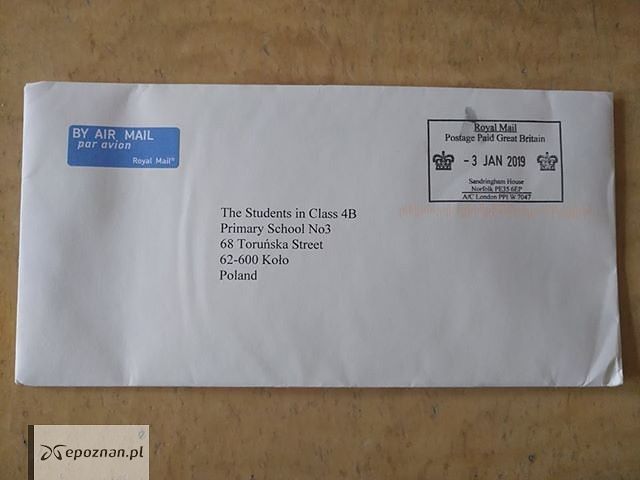 BY AIR MAIL
par avion
Royal Mail™
Royal Mail
Postage Paid Great Britain
- 3 JAN 2019
Sandringham House
Norfolk PE35 6EP
A/C London PPI W 7047
The Students in Class 4B
Primary School No3
68 Toruńska Street
62-600 Koło
Poland
epoznan.pl